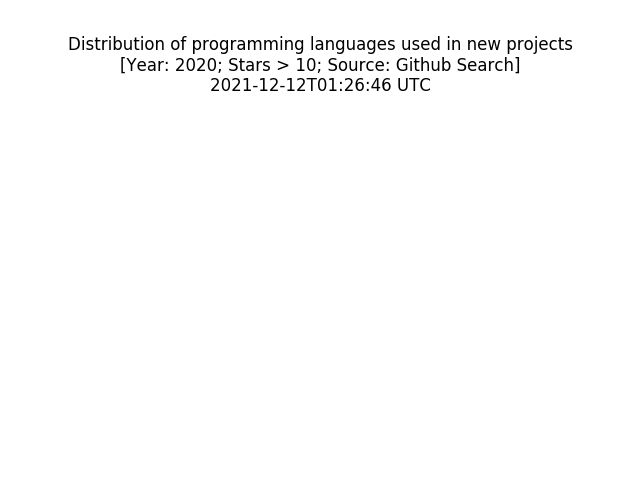 Distribution of programming languages used in new projects
[Year: 2020; Stars > 10; Source: Github Search]
2021-12-12T01:26:46 UTC